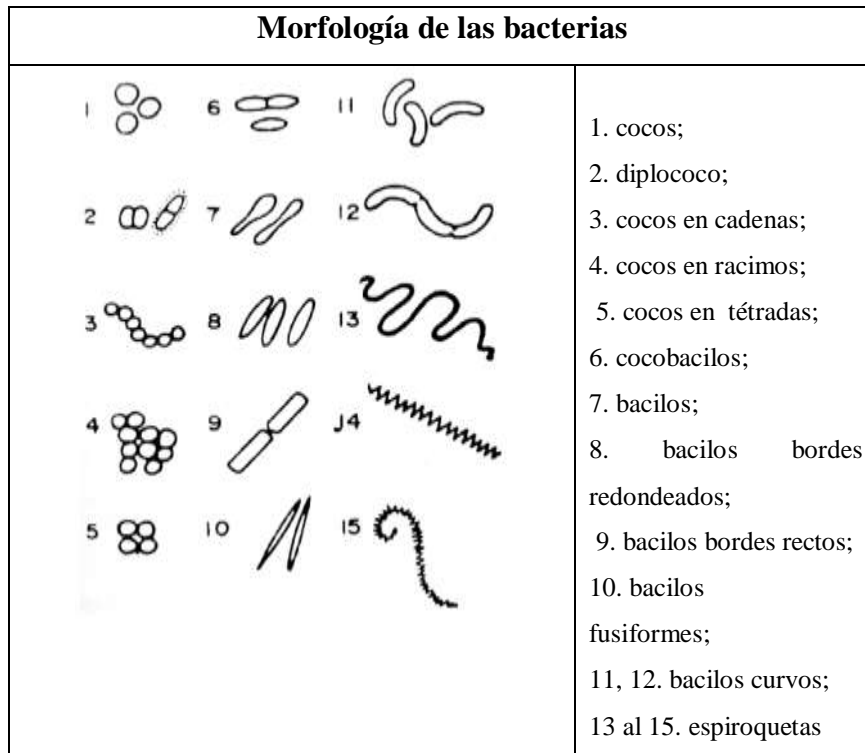 Morfología de las bacterias
1 6 11
2 7 12
3 8 13
4 9 14
5 10 15
1. cocos;
2. diplococo;
3. cocos en cadenas;
4. cocos en racimos;
5. cocos en tétradas;
6. cocobacilos;
7. bacilos;
8. bacilos bordes
redondeados;
9. bacilos bordes rectos;
10. bacilos
fusiformes;
11, 12. bacilos curvos;
13 al 15. espiroquetas